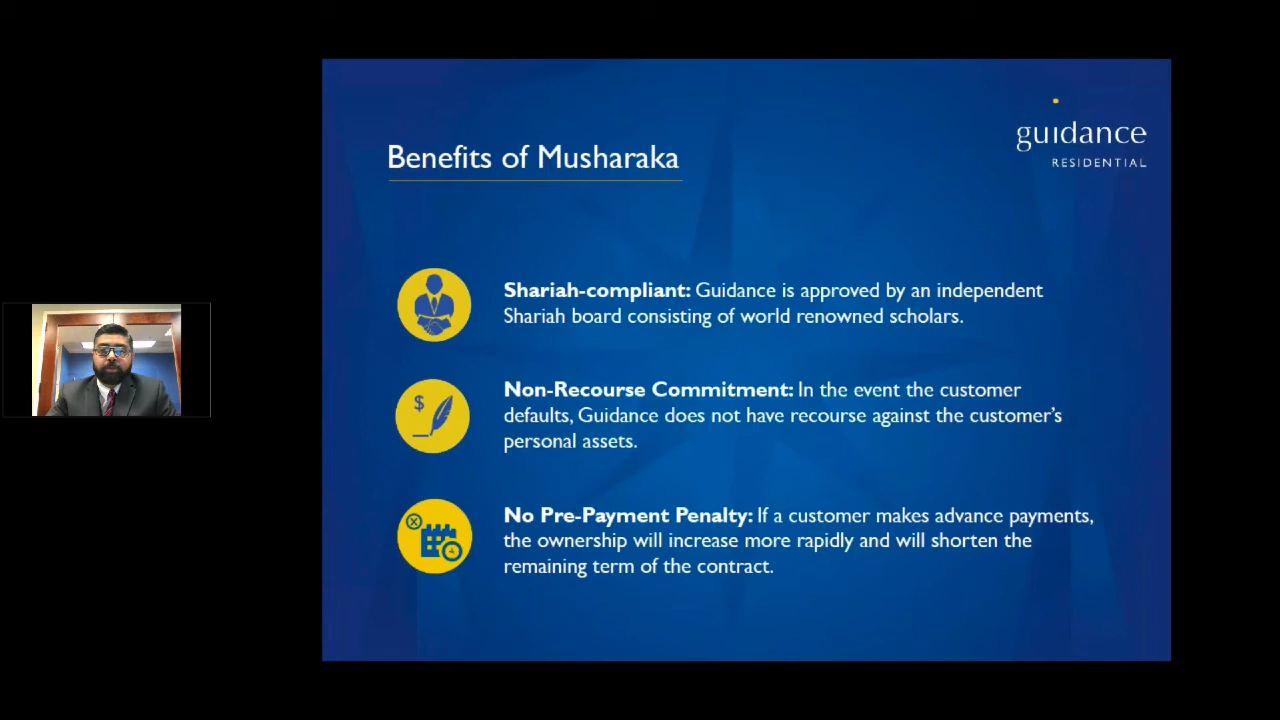 guidance
RESIDENTIAL
Benefits of Musharaka
Shariah-compliant: Guidance is approved by an independent
Shariah board consisting of world renowned scholars.
$
Non-Recourse Commitment: In the event the customer
defaults, Guidance does not have recourse against the customer's
personal assets.
No Pre-Payment Penalty: If a customer makes advance payments,
the ownership will increase more rapidly and will shorten the
remaining term of the contract.